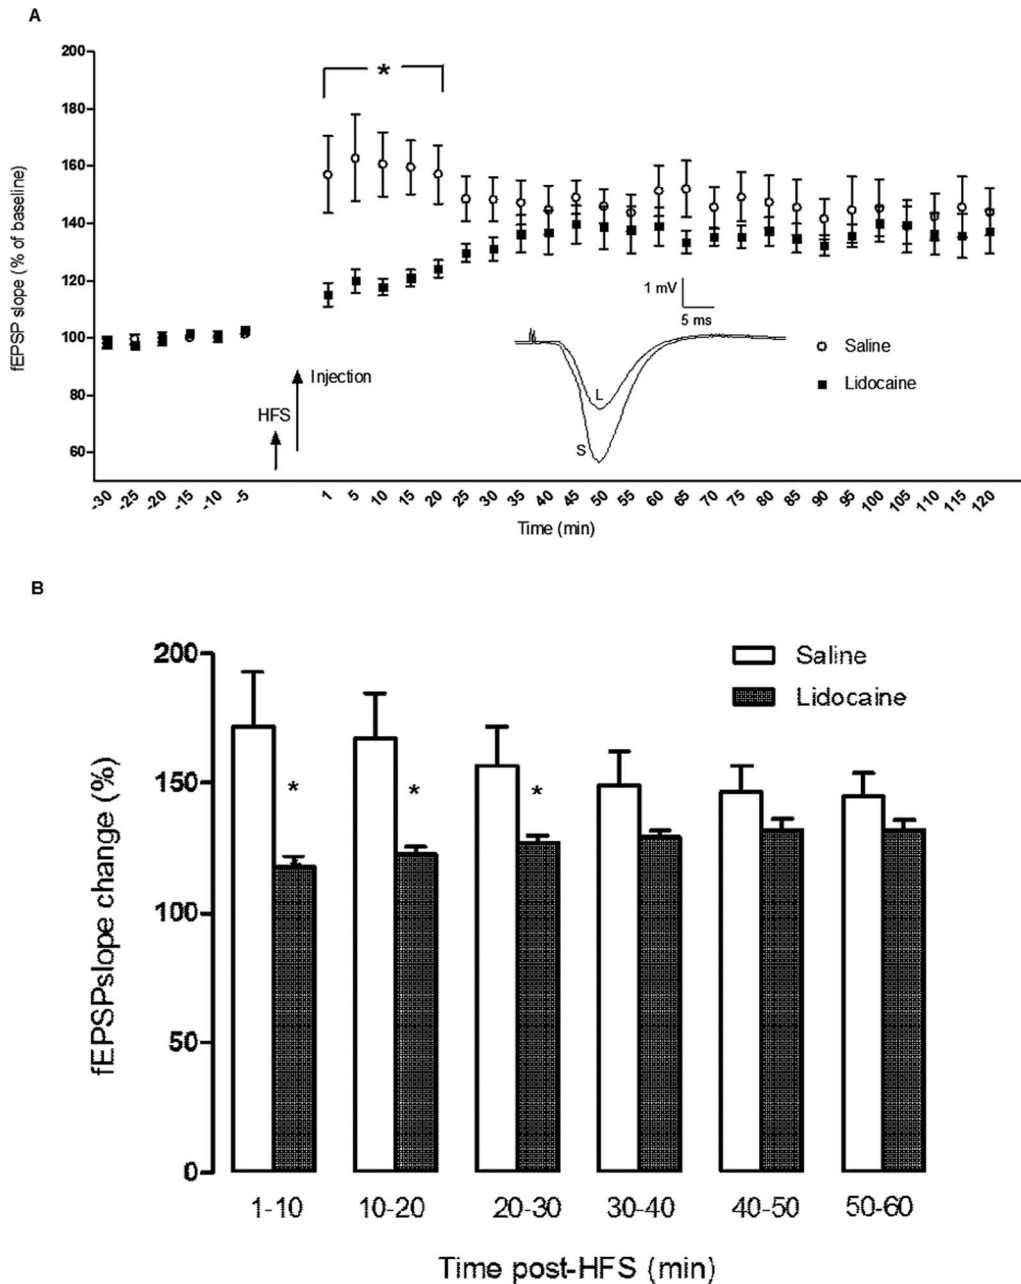 A
200
180
160
140
120
100
80
60
fEPSP slope (% of baseline)
*
HFS
Injection
1 mV
5 ms
L
S
Saline
Lidocaine
-30 -25 -20 -15 -10 -5 1 5 10 15 20 25 30 35 40 45 50 55 60 65 70 75 80 85 90 95 100 105 110 115 120
Time (min)
B
200
150
100
50
0
fEPSPslope change (%)
Saline
Lidocaine
* * *
1-10 10-20 20-30 30-40 40-50 50-60
Time post-HFS (min)